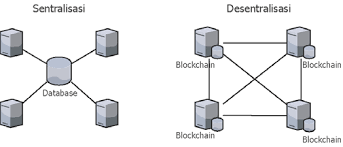 Sentralisasi
Desentralisasi
Database
Blockchain
Blockchain
Blockchain
Blockchain